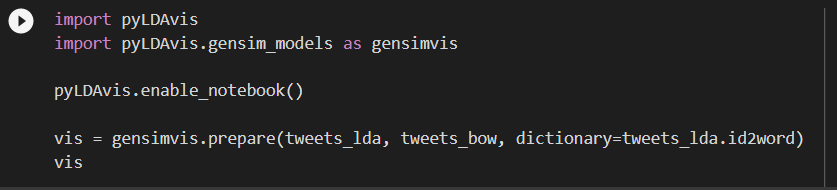 import pyLDAvis
import pyLDAvis.gensim_models as gensimvis
pyLDAvis.enable_notebook()
vis = gensimvis.prepare(tweets_lda, tweets_bow, dictionary=tweets_lda.id2word)
vis